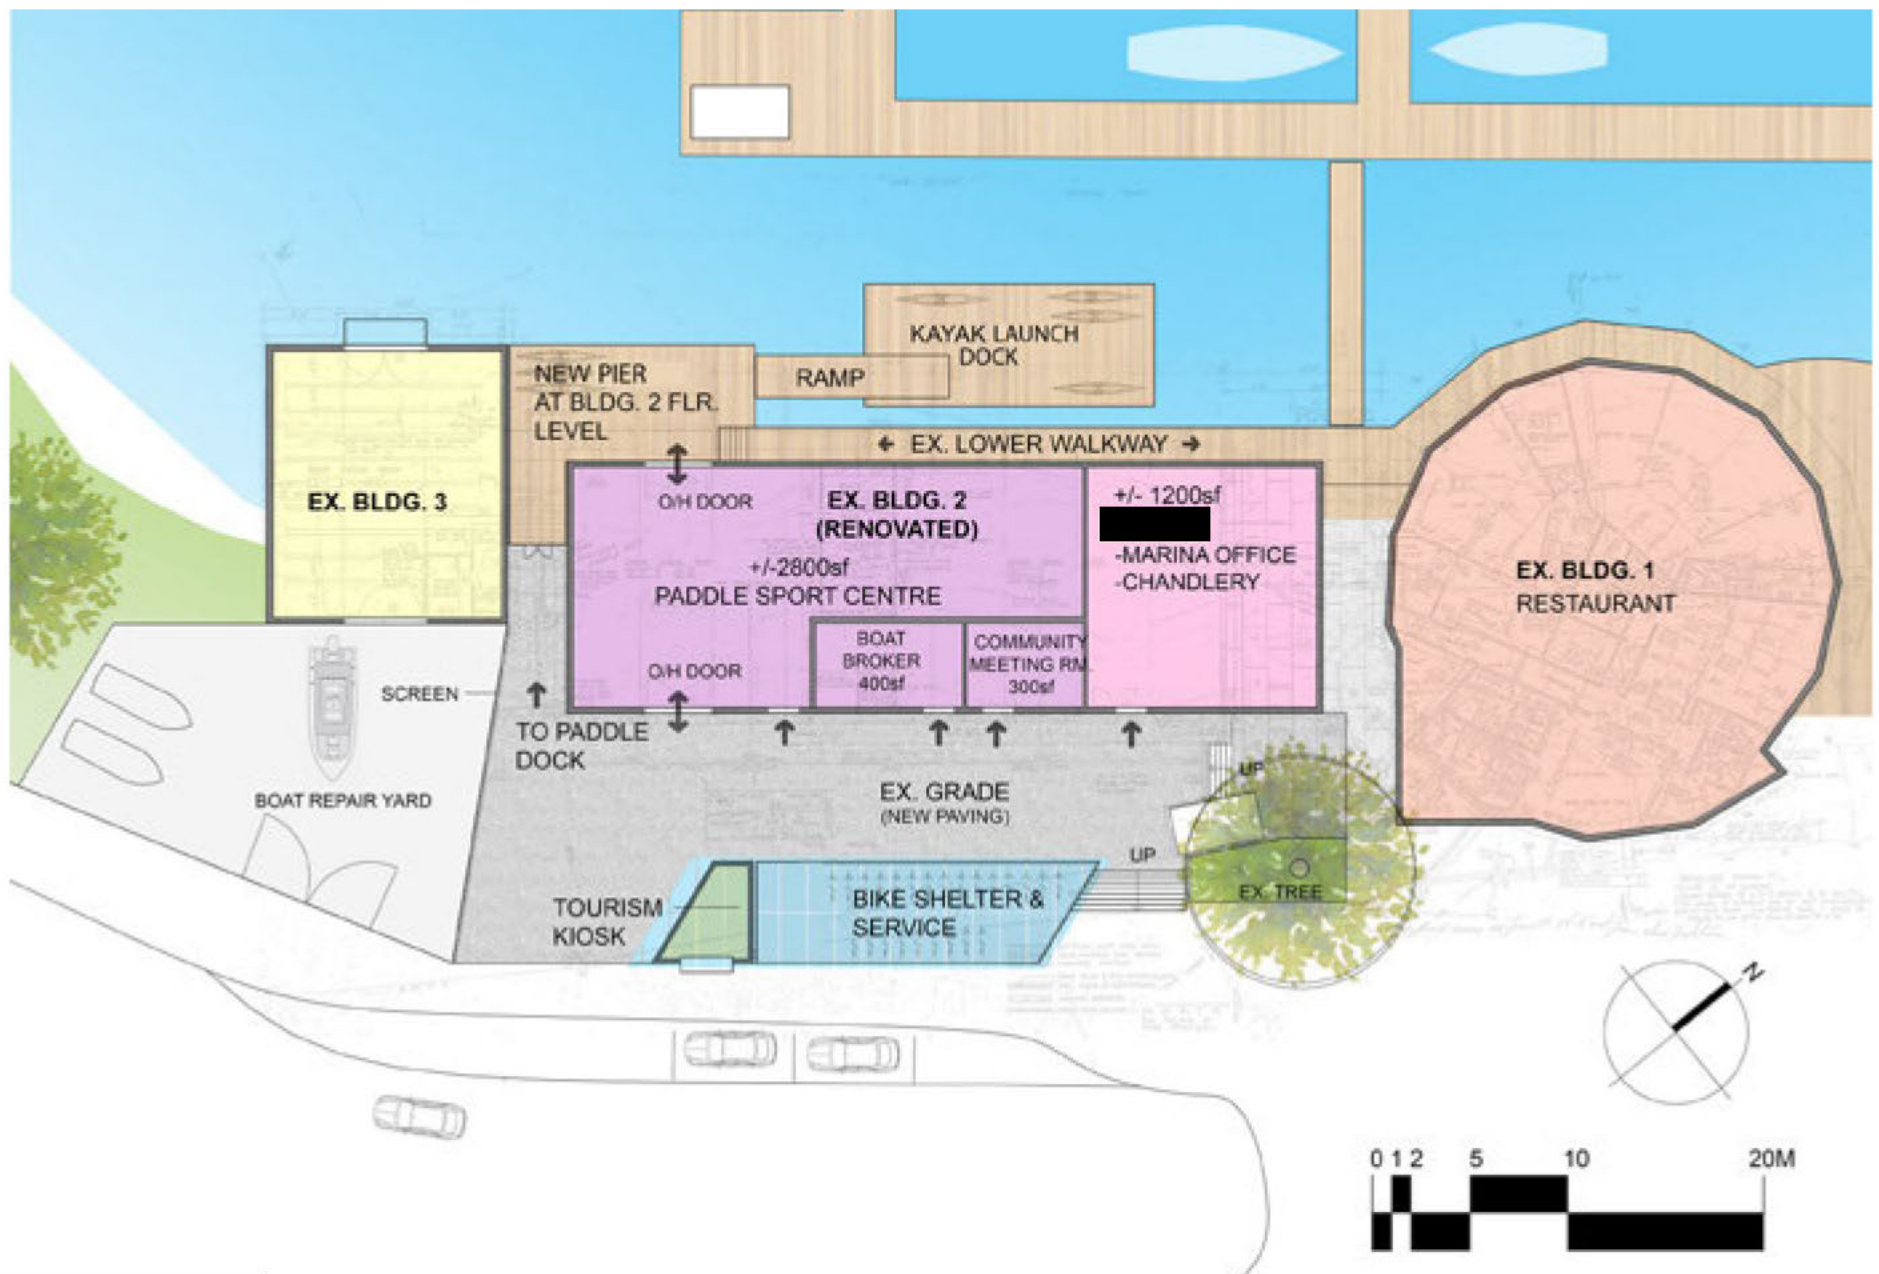 KAYAK LAUNCH
DOCK
RAMP
NEW PIER
AT BLDG. 2 FLR.
LEVEL
EX. LOWER WALKWAY
EX. BLDG. 3
O/H DOOR
EX. BLDG. 2
(RENOVATED)
+/-2800sf
PADDLE SPORT CENTRE
+/- 1200sf
-MARINA OFFICE
-CHANDLERY
EX. BLDG. 1
RESTAURANT
BOAT
BROKER
400sf
COMMUNITY
MEETING RM.
300sf
O/H DOOR
SCREEN
TO PADDLE
DOCK
BOAT REPAIR YARD
EX. GRADE
(NEW PAVING)
UP
UP
EX. TREE
TOURISM
KIOSK
BIKE SHELTER &
SERVICE
N
0 1 2 5 10 20M